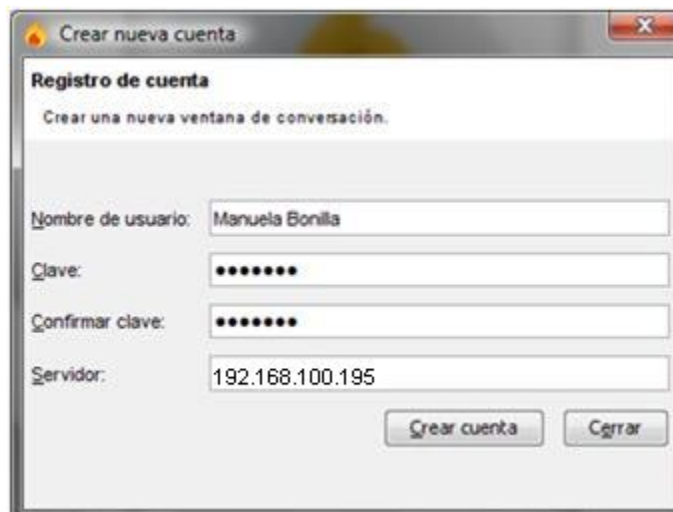 Crear nueva cuenta
Registro de cuenta
Crear una nueva ventana de conversación.
Nombre de usuario: Manuela Bonilla
Clave: •••••••
Confirmar clave: •••••••
Servidor: 192.168.100.195
Crear cuenta Cerrar